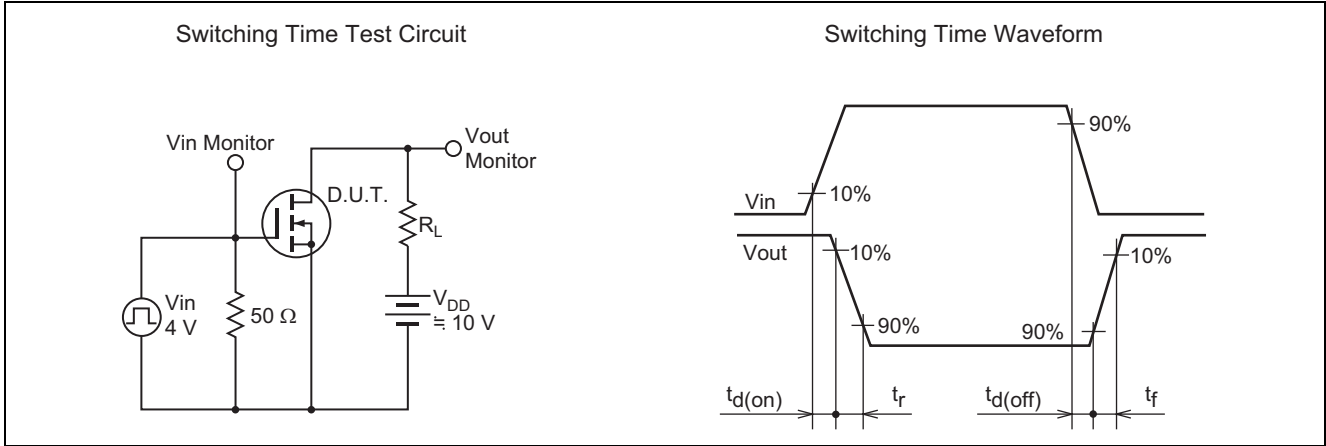 Switching Time Test Circuit
Vin Monitor
Vout
Monitor
D.U.T.
R_L
Vin
4 V
50 Ω
V_DD
≒ 10 V
Switching Time Waveform
Vin
10%
90%
Vout
10%
90%
90%
10%
t_d(on)
t_r
t_d(off)
t_f